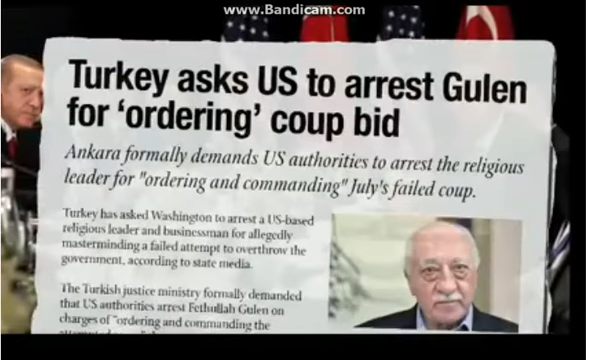 www.Bandicam.com
Turkey asks US to arrest Gulen
for ‘ordering’ coup bid
Ankara formally demands US authorities to arrest the religious
leader for "ordering and commanding" July's failed coup.
Turkey has asked Washington to arrest a US-based
religious leader and businessman for allegedly
masterminding a failed attempt to overthrow the
government, according to state media.
The Turkish justice ministry formally demanded
that US authorities arrest Fethullah Gulen on
charges of "ordering and commanding the